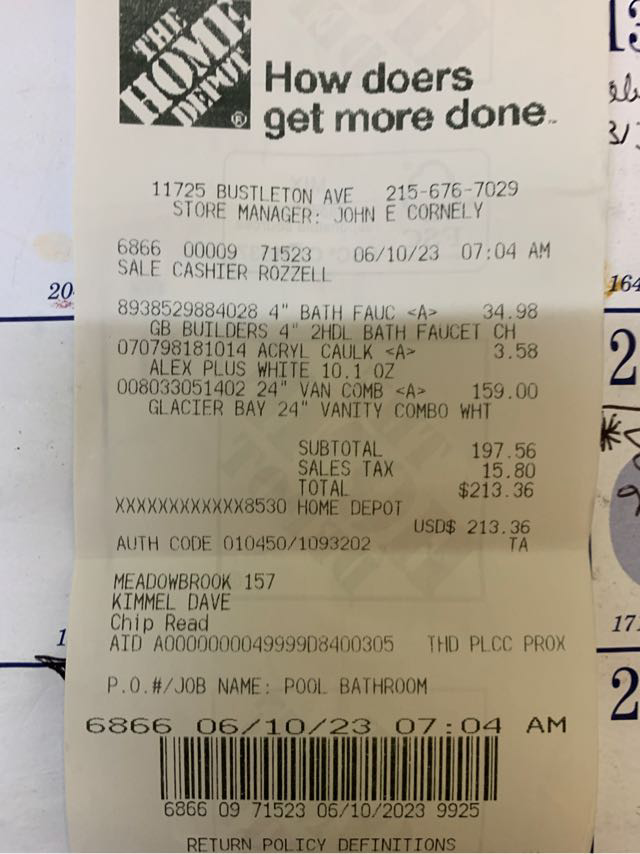 THE
HOME
DEPOT
®
How doers
get more done™
11725 BUSTLETON AVE 215-676-7029
STORE MANAGER: JOHN E CORNELY
6866 00009 71523 06/10/23 07:04 AM
SALE CASHIER ROZZELL
8938529884028 4" BATH FAUC <A> 34.98
GB BUILDERS 4" 2HDL BATH FAUCET CH
070798181014 ACRYL CAULK <A> 3.58
ALEX PLUS WHITE 10.1 OZ
008033051402 24" VAN COMB <A> 159.00
GLACIER BAY 24" VANITY COMBO WHT
SUBTOTAL 197.56
SALES TAX 15.80
TOTAL $213.36
XXXXXXXXXXXX8530 HOME DEPOT
USD$ 213.36
AUTH CODE 010450/1093202 TA
MEADOWBROOK 157
KIMMEL DAVE
Chip Read
AID A0000000049999D8400305 THD PLCC PROX
P.O.#/JOB NAME: POOL BATHROOM
6866 06/10/23 07:04 AM
6866 09 71523 06/10/2023 9925
RETURN POLICY DEFINITIONS
20
164
2
171
2